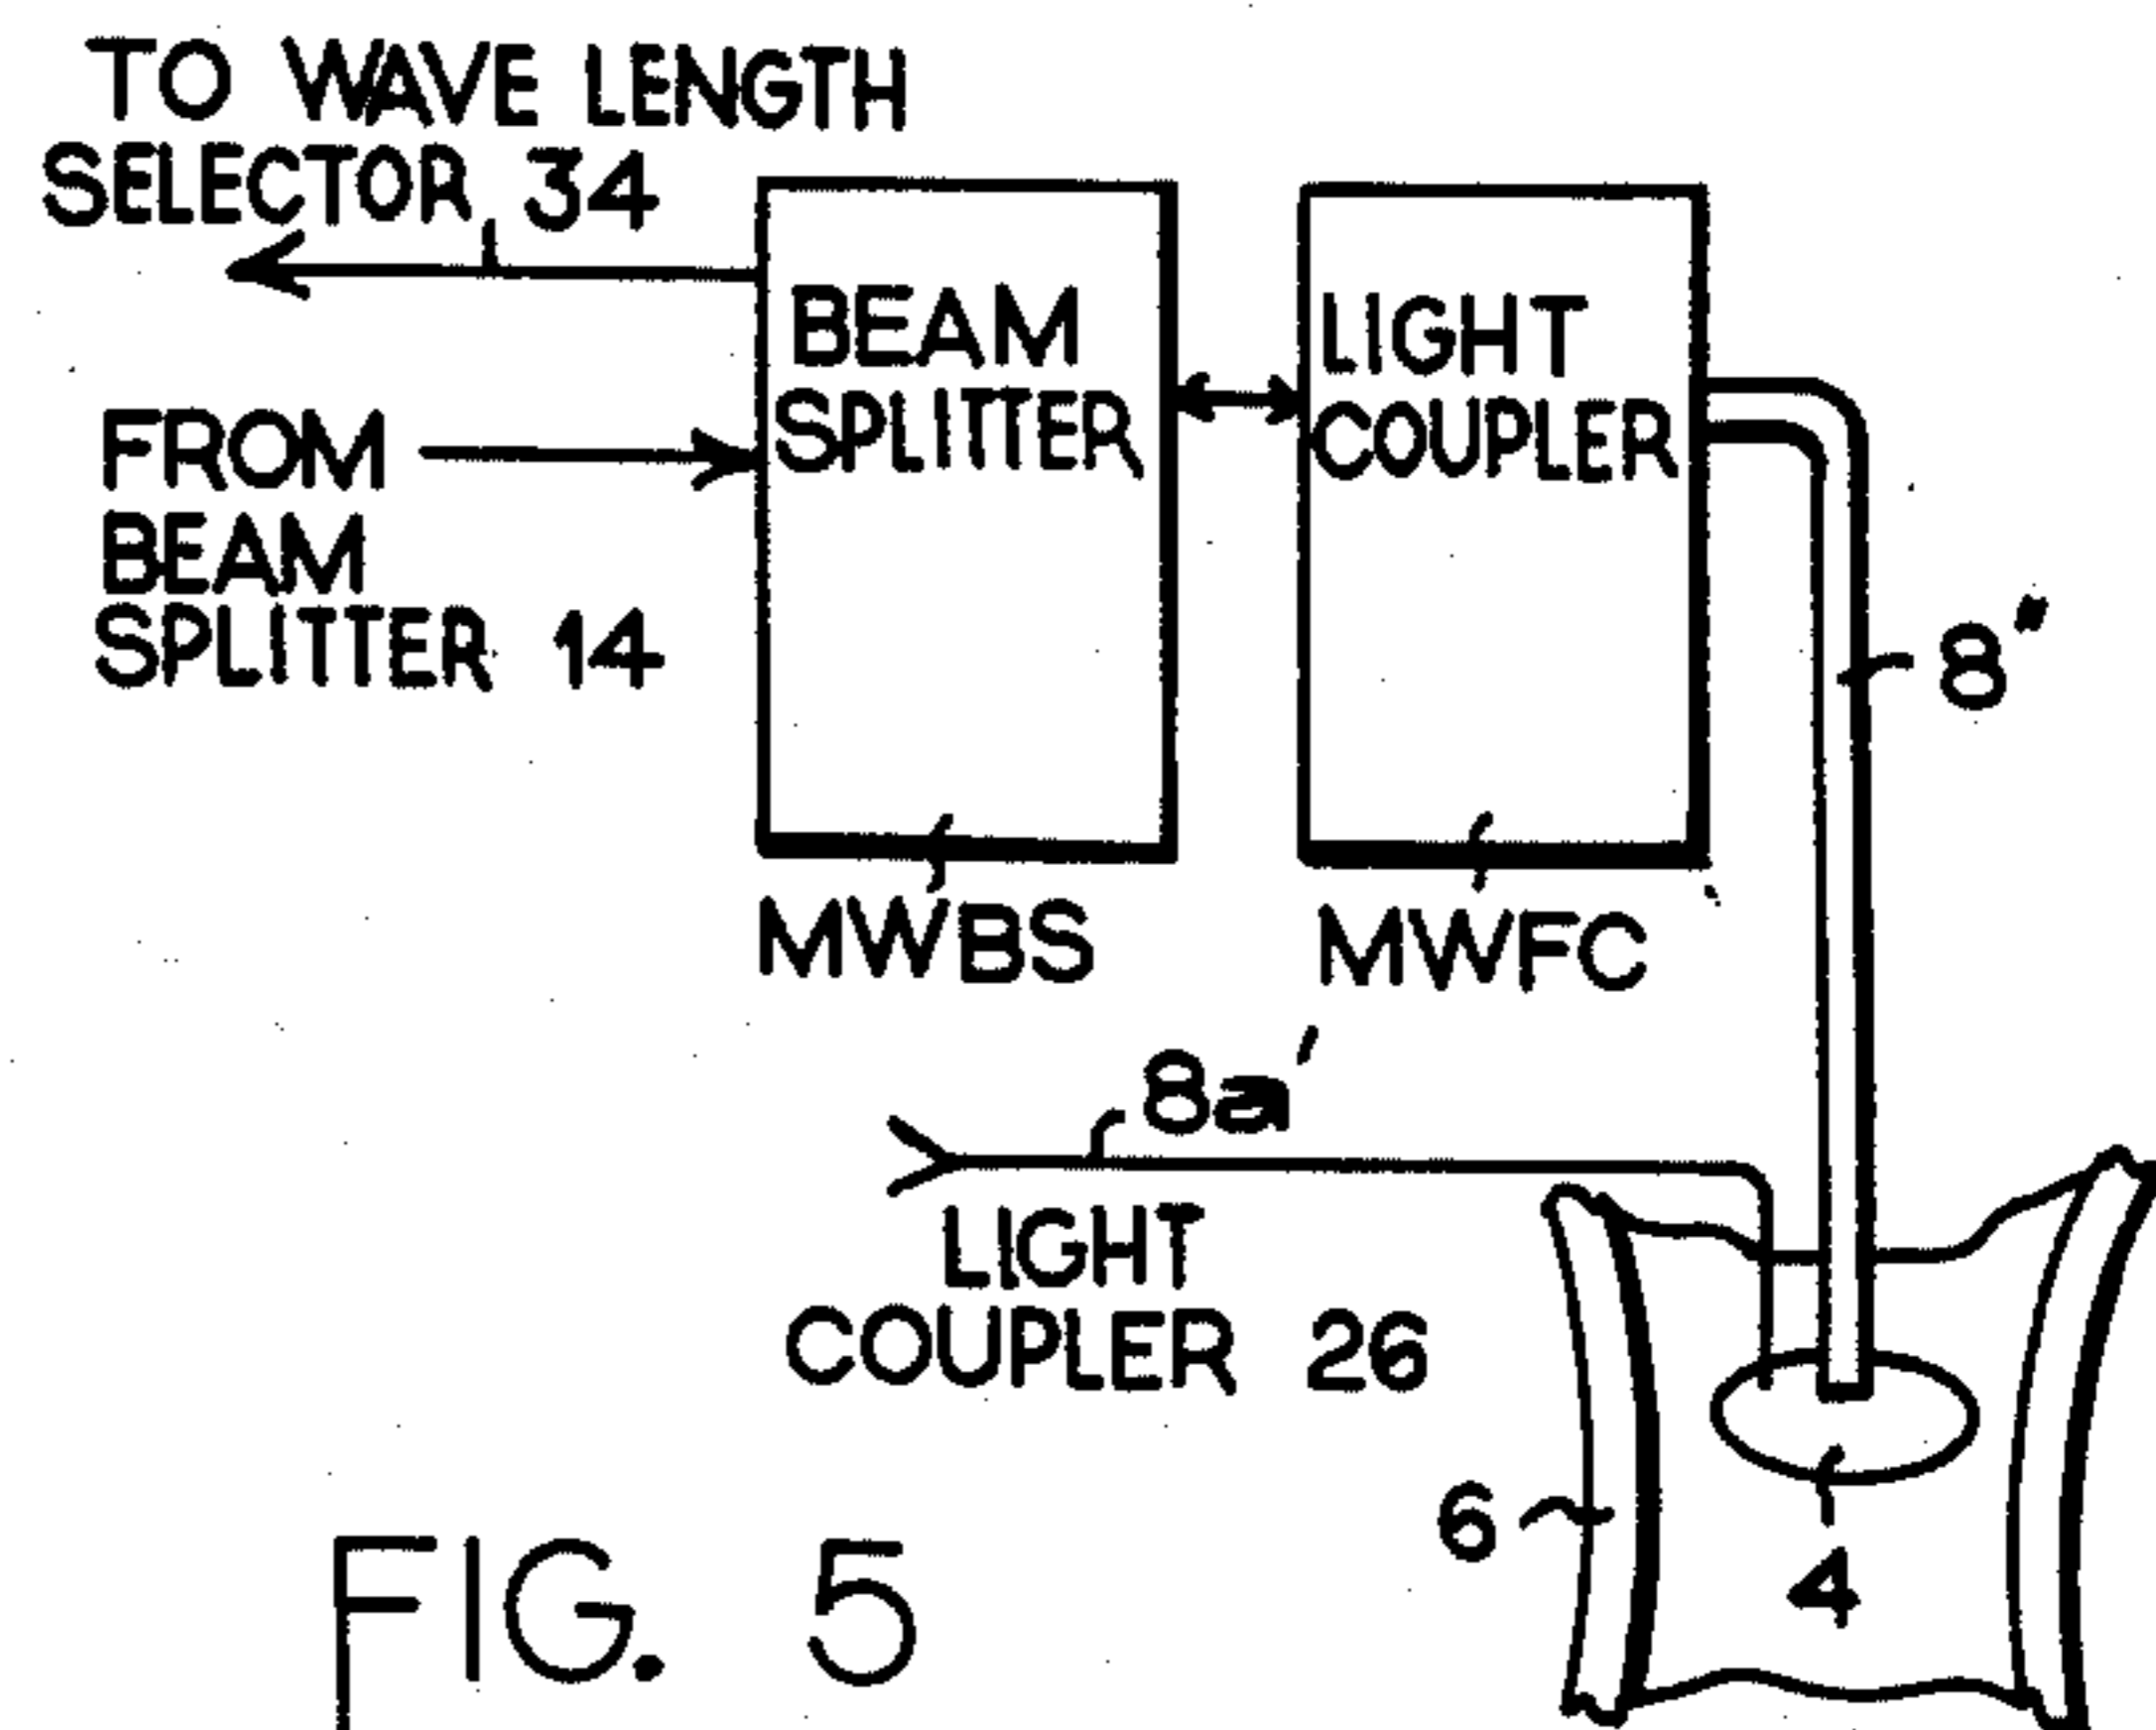 TO WAVE LENGTH
SELECTOR 34
BEAM
SPLITTER
LIGHT
COUPLER
FROM
BEAM
SPLITTER 14
8"
MWBS
MWFC
8a'
LIGHT
COUPLER 26
6
4
FIG. 5